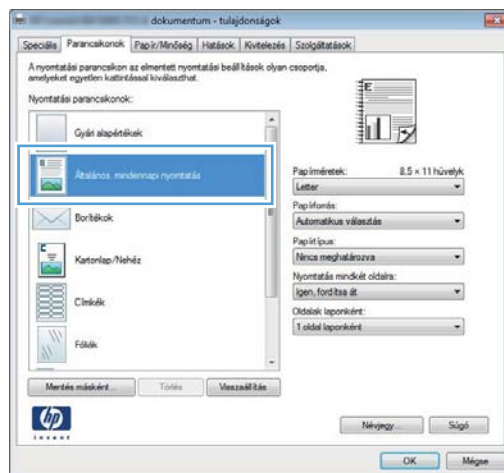 dokumentum - tulajdonságok
Speciális Parancsikonok Papír/Minőség Hatások Kivitelezés Szolgáltatások
A nyomtatási parancsikon az elmentett nyomtatási beállítások olyan csoportja,
amelyeket egyetlen kattintással kiválaszthat.
Nyomtatási parancsikonok:
Gyári alapértékek
Általános, mindennapi nyomtatás
Borítékok
Kartonlap/Nehéz
Címkék
Fóliák
Mentés másként... Törlés Visszaállítás
E
Papírméretek: 8.5 × 11 hüvelyk
Letter
Papírforrás:
Automatikus választás
Papírtípus:
Nincs meghatározva
Nyomtatás mindkét oldalra:
Igen, fordítsa át
Oldalak laponként:
1 oldal laponként
hp
invent
Névjegy... Súgó
OK Mégse